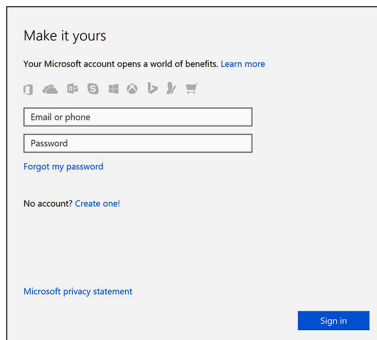 Make it yours
Your Microsoft account opens a world of benefits. Learn more
Email or phone
Password
Forgot my password
No account? Create one!
Microsoft privacy statement
Sign in